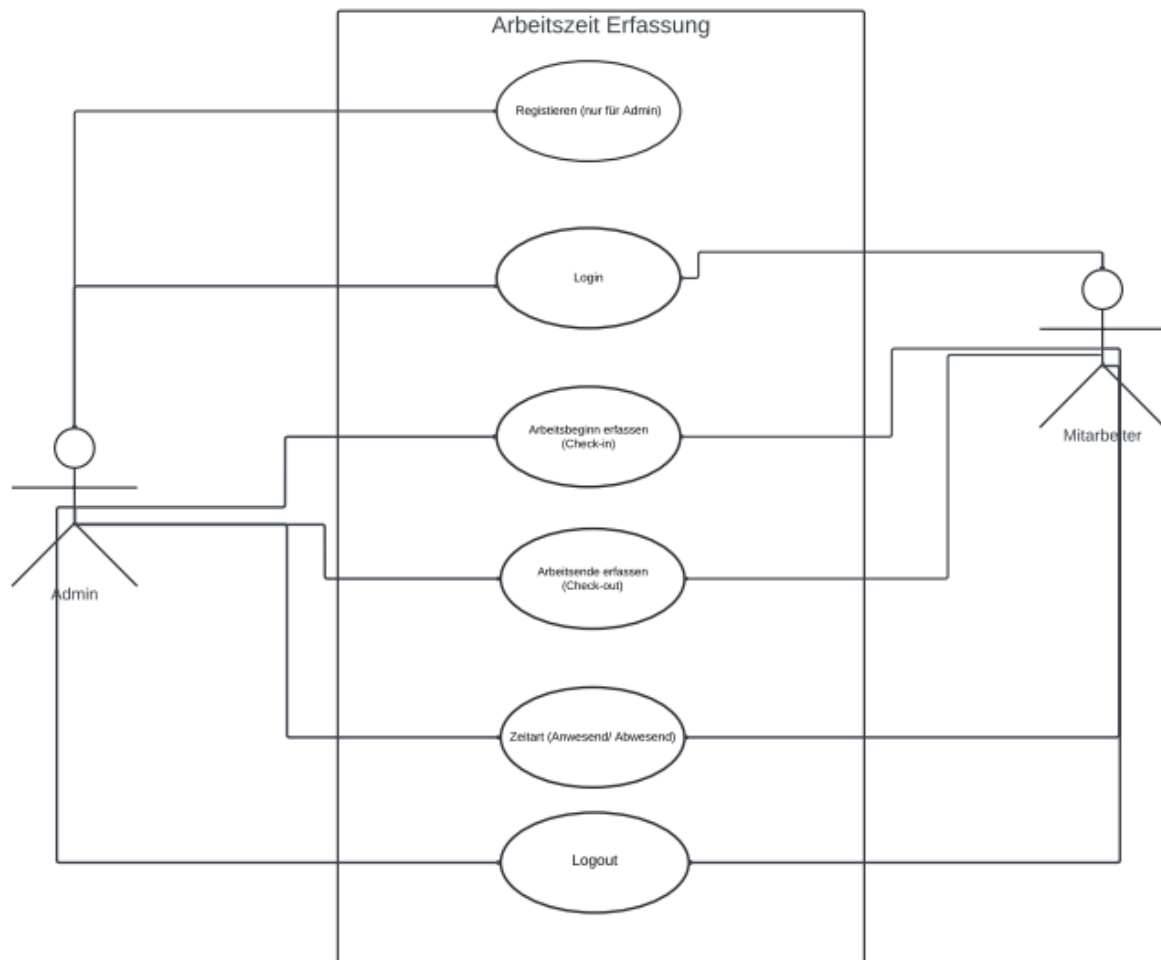 Arbeitszeit Erfassung
Registieren (nur für Admin)
Login
Arbeitsbeginn erfassen
(Check-in)
Mitarbeiter
Arbeitsende erfassen
(Check-out)
Admin
Zeitart (Anwesend/ Abwesend)
Logout